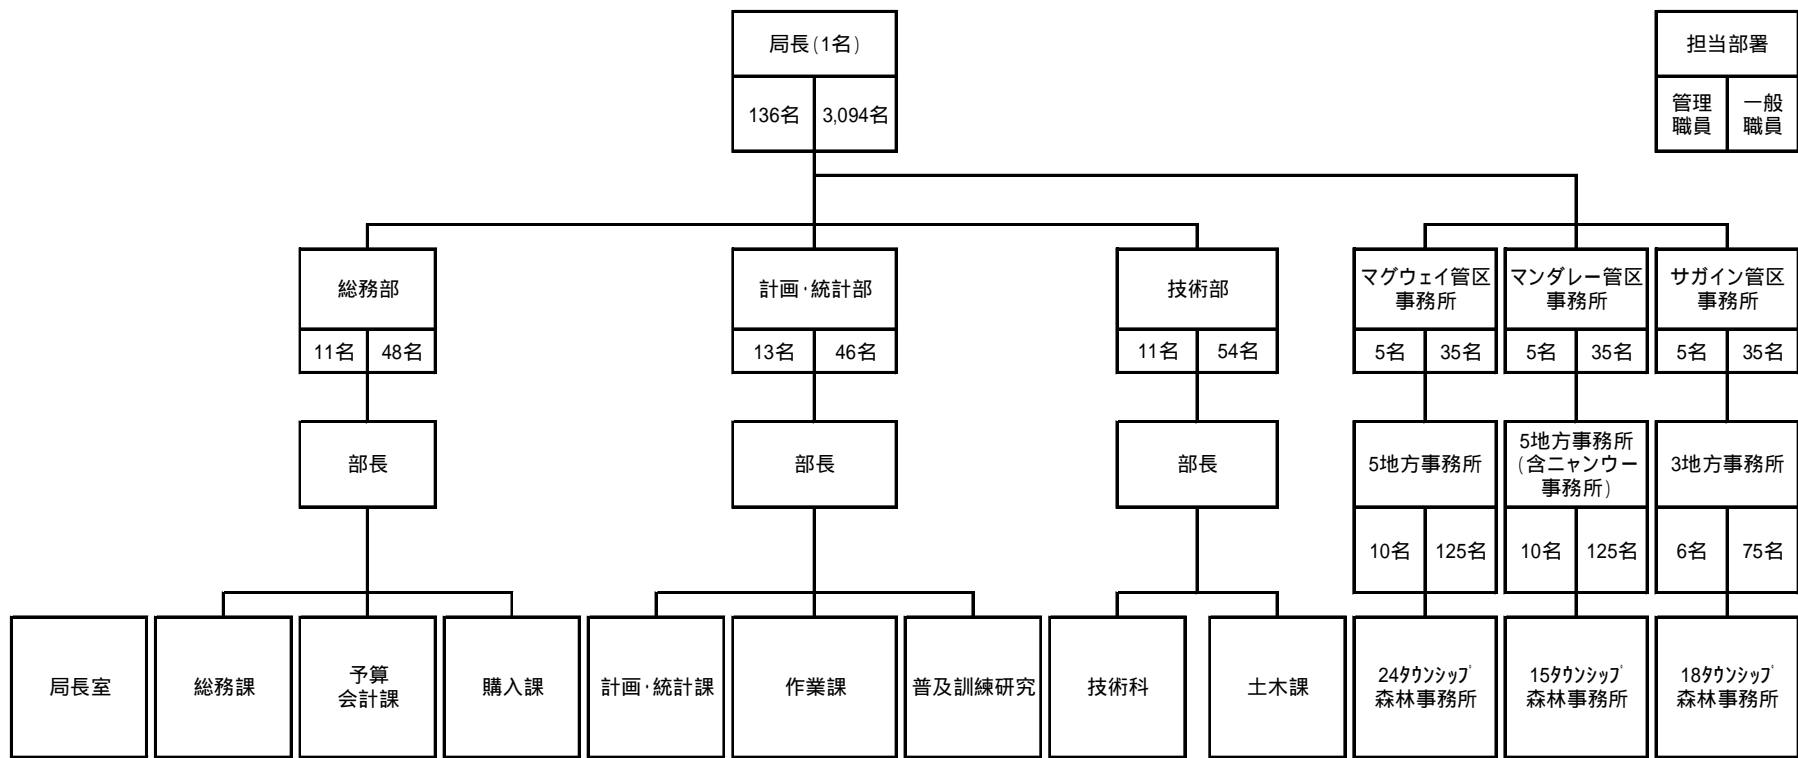 局長(1名)
136名
3,094名
担当部署
管理
職員
一般
職員
総務部
11名
48名
計画・統計部
13名
46名
技術部
11名
54名
マグウェイ管区
事務所
5名
35名
マンダレー管区
事務所
5名
35名
サガイン管区
事務所
5名
35名
部長
部長
部長
5地方事務所
10名
125名
5地方事務所
(含ニャンウー
事務所)
10名
125名
3地方事務所
6名
75名
局長室
総務課
予算
会計課
購入課
計画・統計課
作業課
普及訓練研究
技術科
土木課
24ﾀｳﾝｼｯﾌﾟ
森林事務所
15ﾀｳﾝｼｯﾌﾟ
森林事務所
18ﾀｳﾝｼｯﾌﾟ
森林事務所